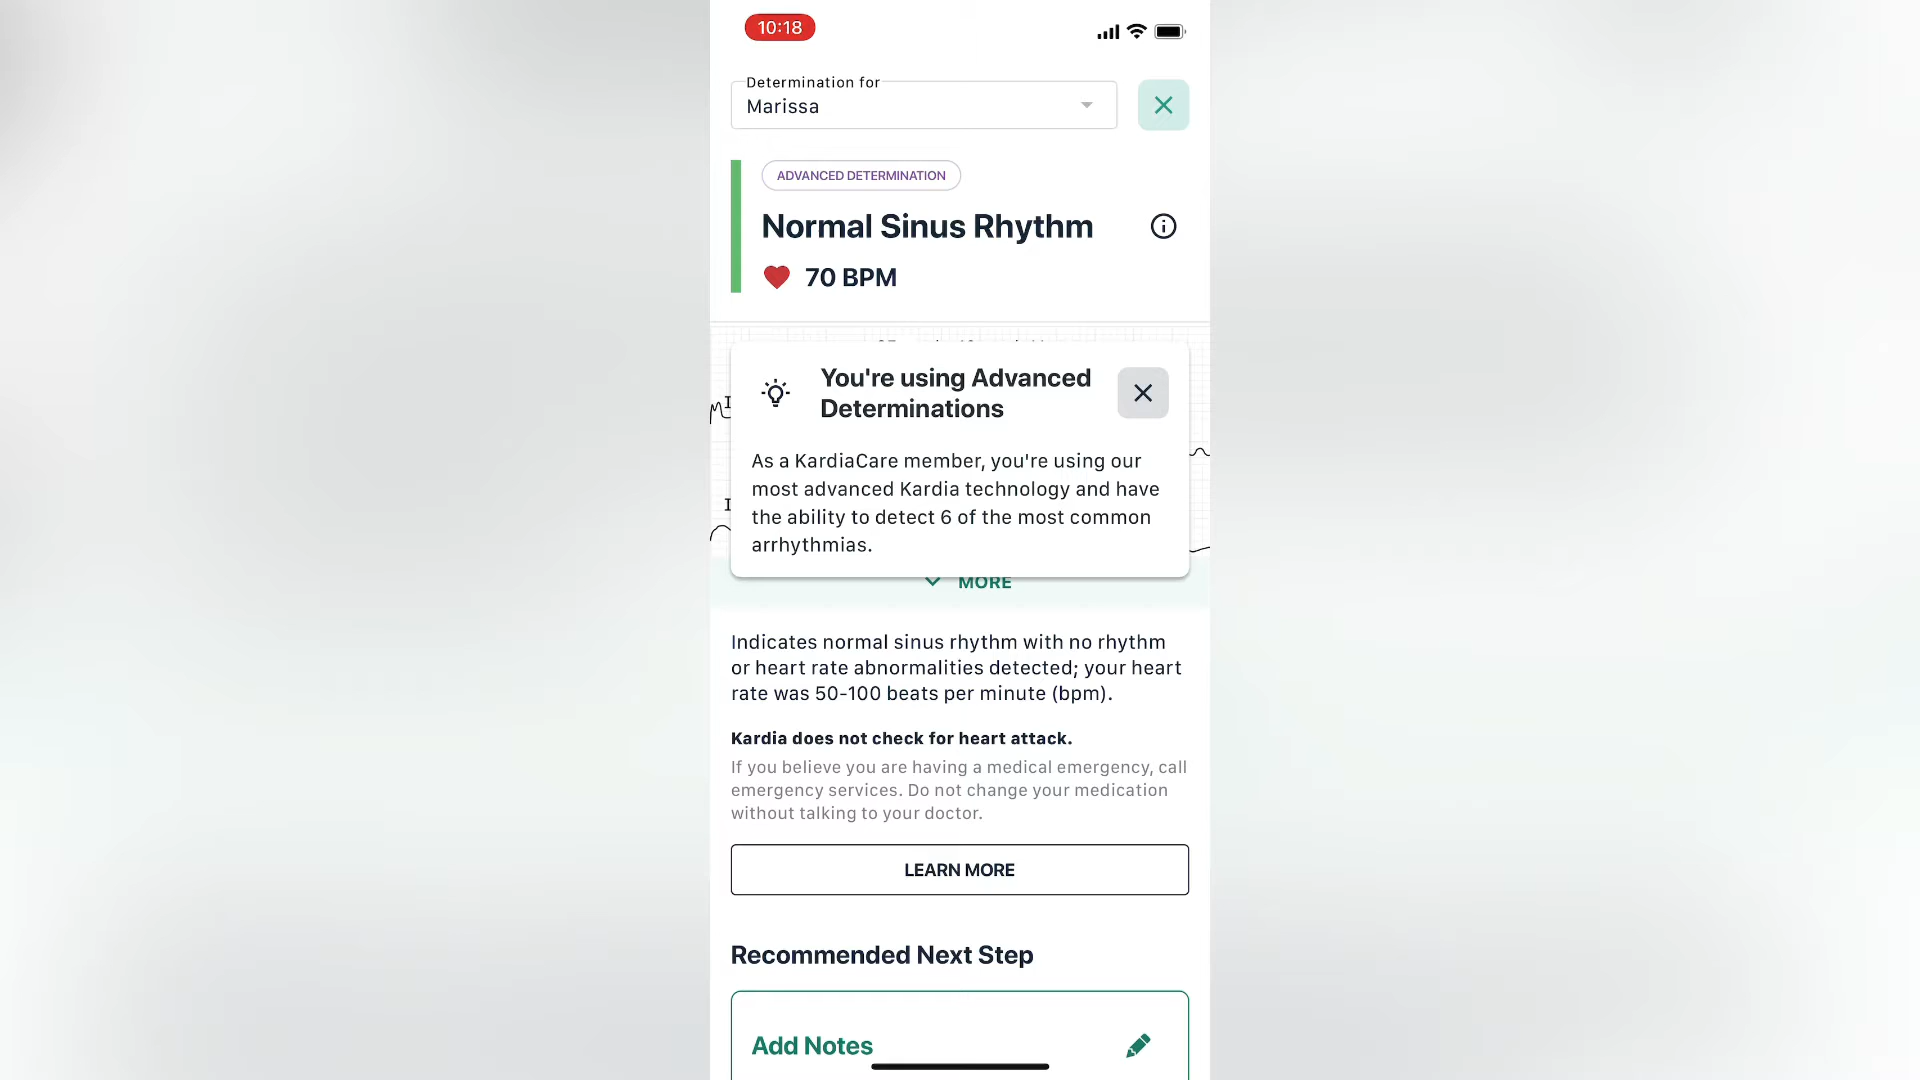 10:18
Determination for
Marissa
ADVANCED DETERMINATION
Normal Sinus Rhythm
70 BPM
You're using Advanced
Determinations
As a KardiaCare member, you're using our
most advanced Kardia technology and have
the ability to detect 6 of the most common
arrhythmias.
MORE
Indicates normal sinus rhythm with no rhythm
or heart rate abnormalities detected; your heart
rate was 50-100 beats per minute (bpm).
Kardia does not check for heart attack.
If you believe you are having a medical emergency, call
emergency services. Do not change your medication
without talking to your doctor.
LEARN MORE
Recommended Next Step
Add Notes